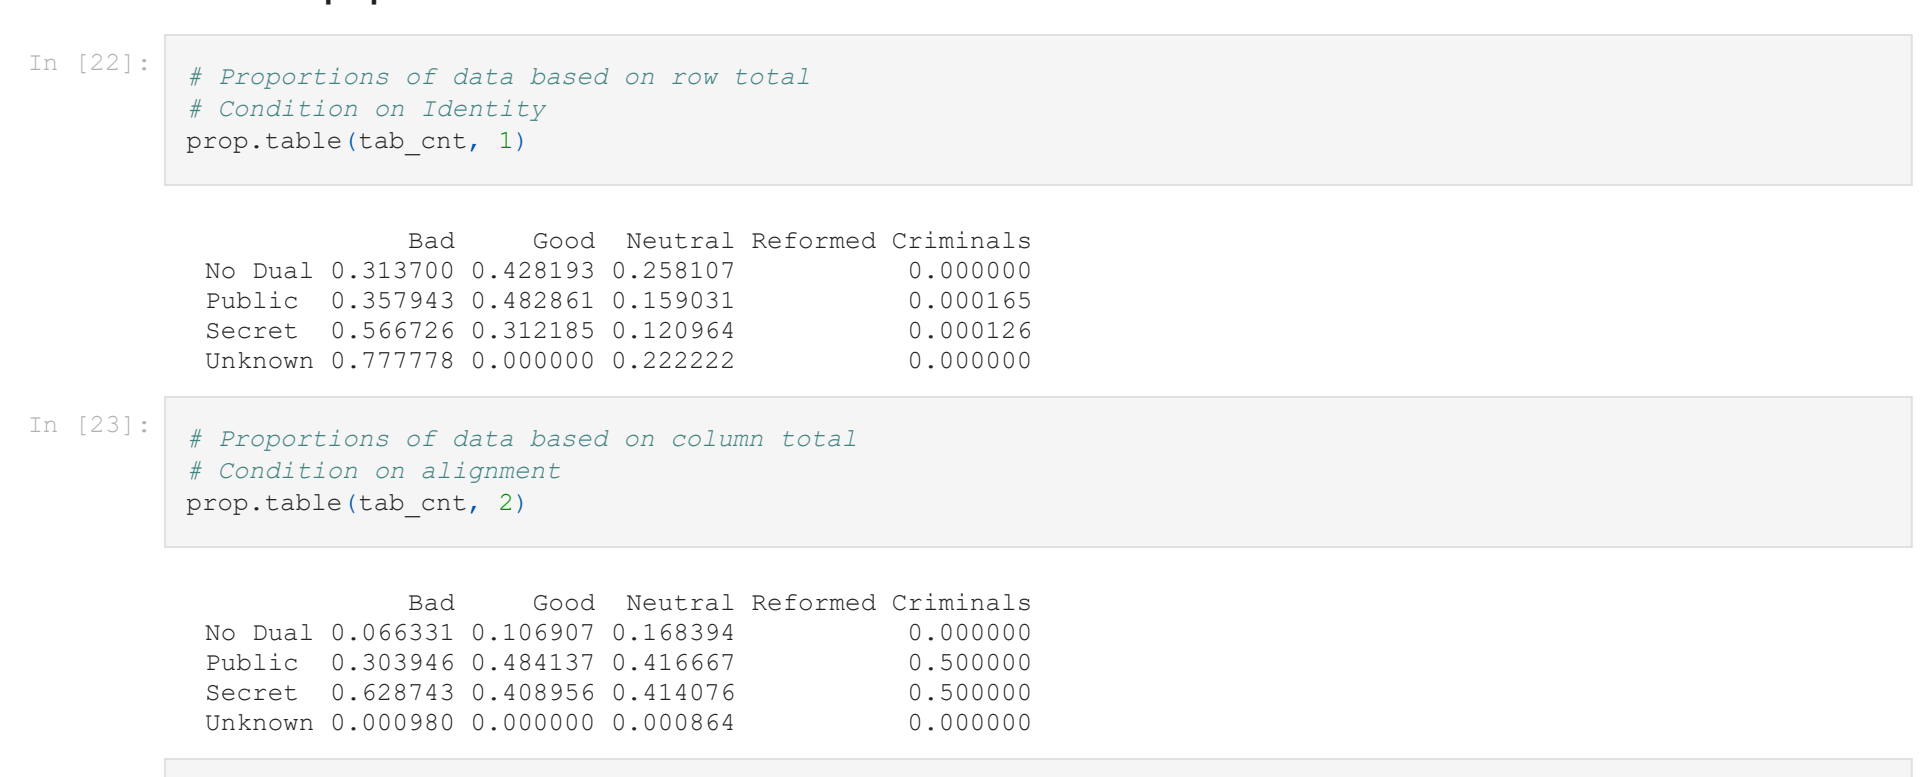 In [22]:
# Proportions of data based on row total
# Condition on Identity
prop.table(tab_cnt, 1)
Bad Good Neutral Reformed Criminals
No Dual 0.313700 0.428193 0.258107 0.000000
Public 0.357943 0.482861 0.159031 0.000165
Secret 0.566726 0.312185 0.120964 0.000126
Unknown 0.777778 0.000000 0.222222 0.000000
In [23]:
# Proportions of data based on column total
# Condition on alignment
prop.table(tab_cnt, 2)
Bad Good Neutral Reformed Criminals
No Dual 0.066331 0.106907 0.168394 0.000000
Public 0.303946 0.484137 0.416667 0.500000
Secret 0.628743 0.408956 0.414076 0.500000
Unknown 0.000980 0.000000 0.000864 0.000000